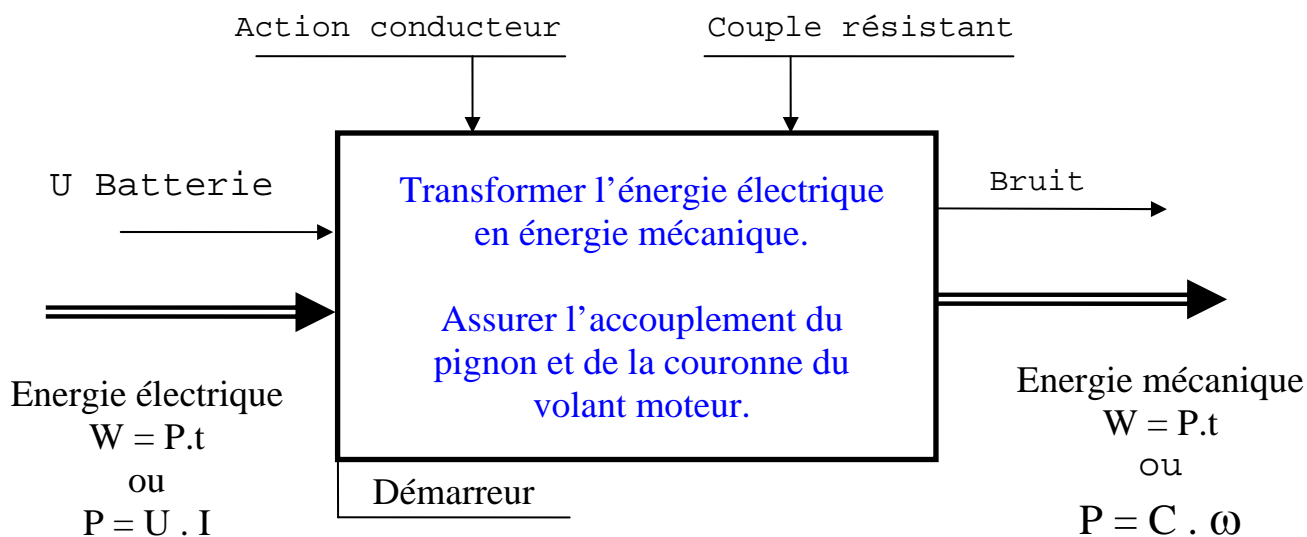 Action conducteur
Couple résistant
U Batterie
Transformer l’énergie électrique
en énergie mécanique.
Assurer l’accouplement du
pignon et de la couronne du
volant moteur.
Bruit
Energie électrique
W = P.t
ou
P = U . I
Démarreur
Energie mécanique
W = P.t
ou
P = C . ω